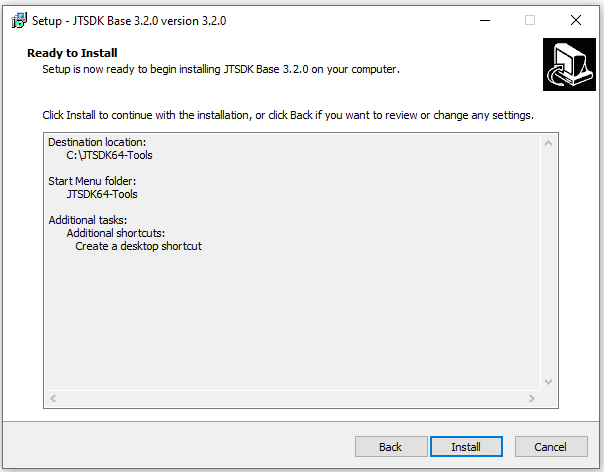 Setup - JTSDK Base 3.2.0 version 3.2.0
Ready to Install
Setup is now ready to begin installing JTSDK Base 3.2.0 on your computer.
Click Install to continue with the installation, or click Back if you want to review or change any settings.
Destination location:
C:\JTSDK64-Tools
Start Menu folder:
JTSDK64-Tools
Additional tasks:
Additional shortcuts:
Create a desktop shortcut
Back Install Cancel